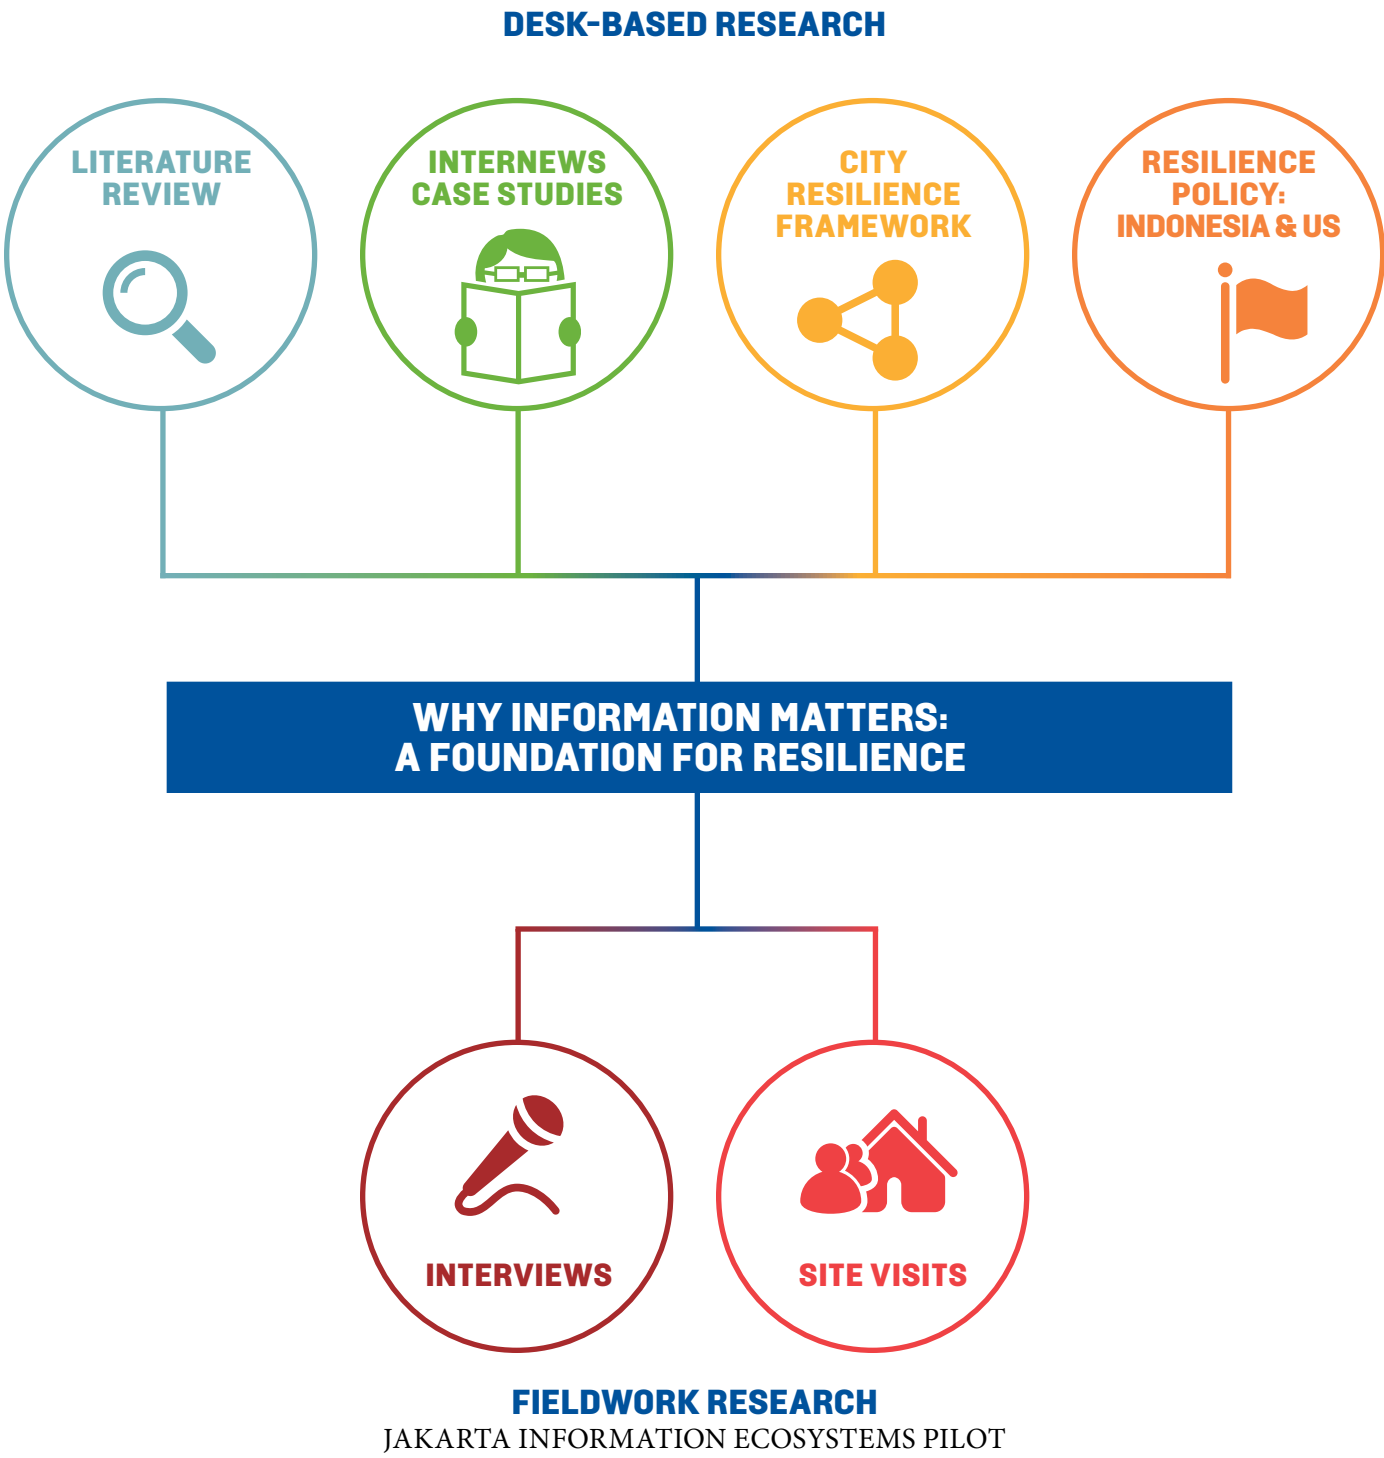 DESK-BASED RESEARCH
LITERATURE
REVIEW
INTERNEWS
CASE STUDIES
CITY
RESILIENCE
FRAMEWORK
RESILIENCE
POLICY:
INDONESIA & US
WHY INFORMATION MATTERS:
A FOUNDATION FOR RESILIENCE
INTERVIEWS
SITE VISITS
FIELDWORK RESEARCH
JAKARTA INFORMATION ECOSYSTEMS PILOT